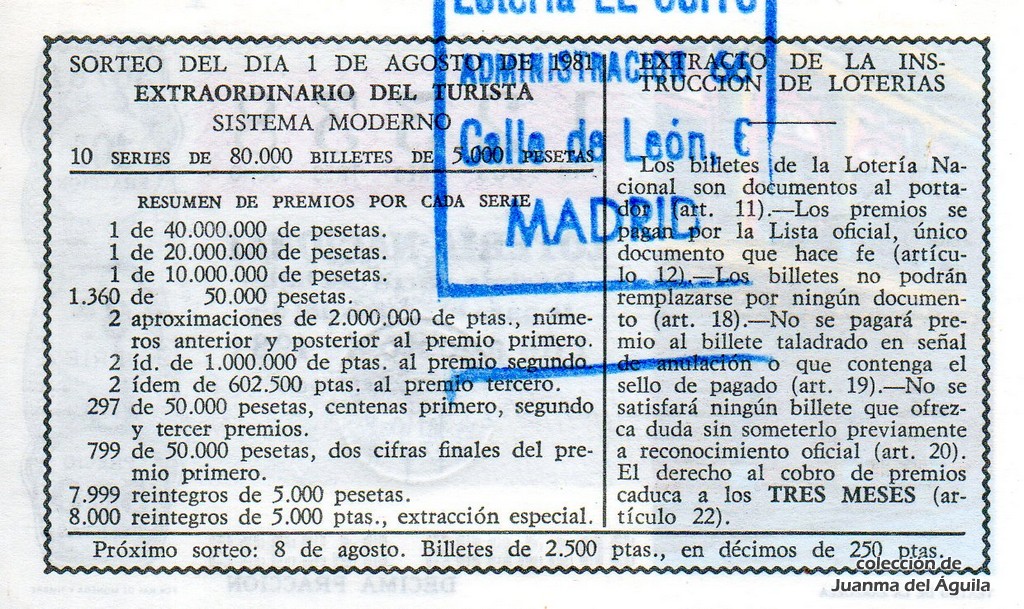 Lotería EL
ADMINISTRACION 66
Calle de León,
MADRID
SORTEO DEL DIA 1 DE AGOSTO DE 1981
EXTRAORDINARIO DEL TURISTA
SISTEMA MODERNO
10 SERIES DE 80.000 BILLETES DE 5.000 PESETAS
RESUMEN DE PREMIOS POR CADA SERIE
1 de 40.000.000 de pesetas.
1 de 20.000.000 de pesetas.
1 de 10.000.000 de pesetas.
1.360 de 50.000 pesetas.
2 aproximaciones de 2.000.000 de ptas., núme-
ros anterior y posterior al premio primero.
2 íd. de 1.000.000 de ptas. al premio segundo.
2 ídem de 602.500 ptas. al premio tercero.
297 de 50.000 pesetas, centenas primero, segundo
y tercer premios.
799 de 50.000 pesetas, dos cifras finales del pre-
mio primero.
7.999 reintegros de 5.000 pesetas.
8.000 reintegros de 5.000 ptas., extracción especial.
EXTRACTO DE LA INS-
TRUCCIÓN DE LOTERIAS
Los billetes de la Lotería Na-
cional son documentos al porta-
dor (art. 11).—Los premios se
pagan por la Lista oficial, único
documento que hace fe (artícu-
lo 12).—Los billetes no podrán
remplazarse por ningún documen-
to (art. 18).—No se pagará pre-
mio al billete taladrado en señal
de anulación o que contenga el
sello de pagado (art. 19).—No se
satisfará ningún billete que ofrez-
ca duda sin someterlo previamente
a reconocimiento oficial (art. 20).
El derecho al cobro de premios
caduca a los TRES MESES (ar-
tículo 22).
Próximo sorteo: 8 de agosto. Billetes de 2.500 ptas., en décimos de 250 ptas.
colección de
Juanma del Águila